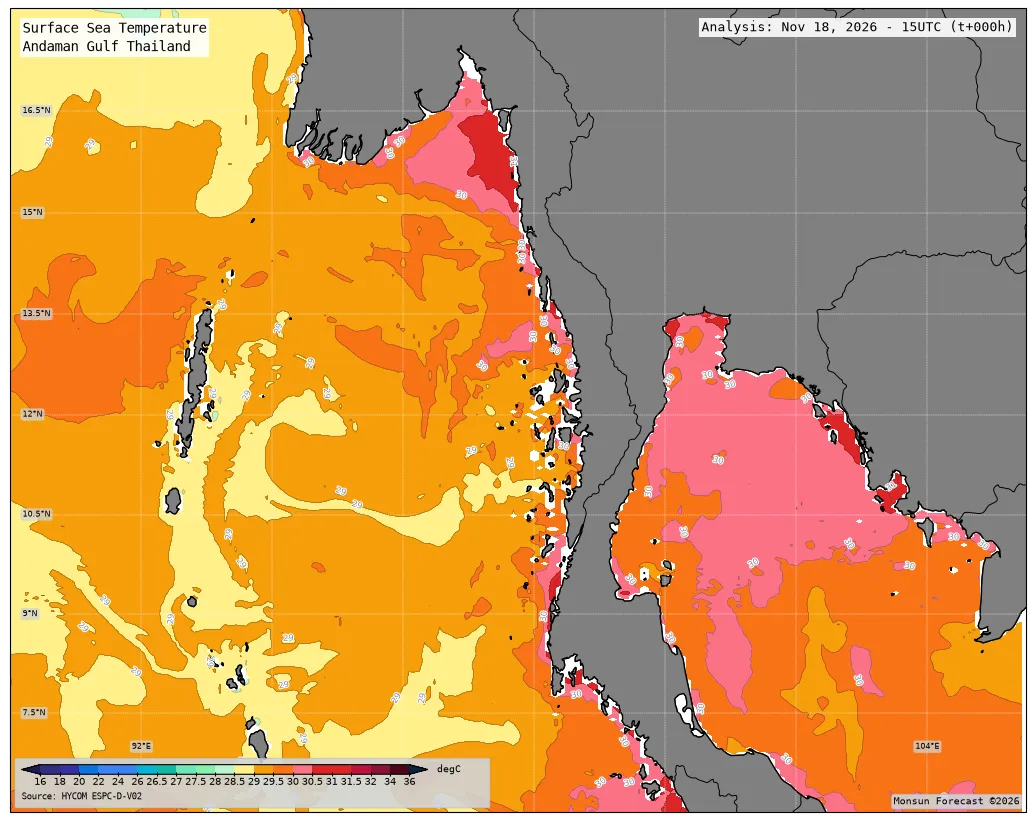 Surface Sea Temperature
Andaman Gulf Thailand
Analysis: Nov 18, 2026 - 15UTC (t+000h)
16.5°N
15°N
13.5°N
12°N
10.5°N
9°N
7.5°N
92°E
104°E
degC
16 18 20 22 24 26 26.5 27 27.5 28 28.5 29 29.5 30 30.5 31 31.5 32 34 36
Source: HYCOM ESPC-D-V02
Monsun Forecast ©2026